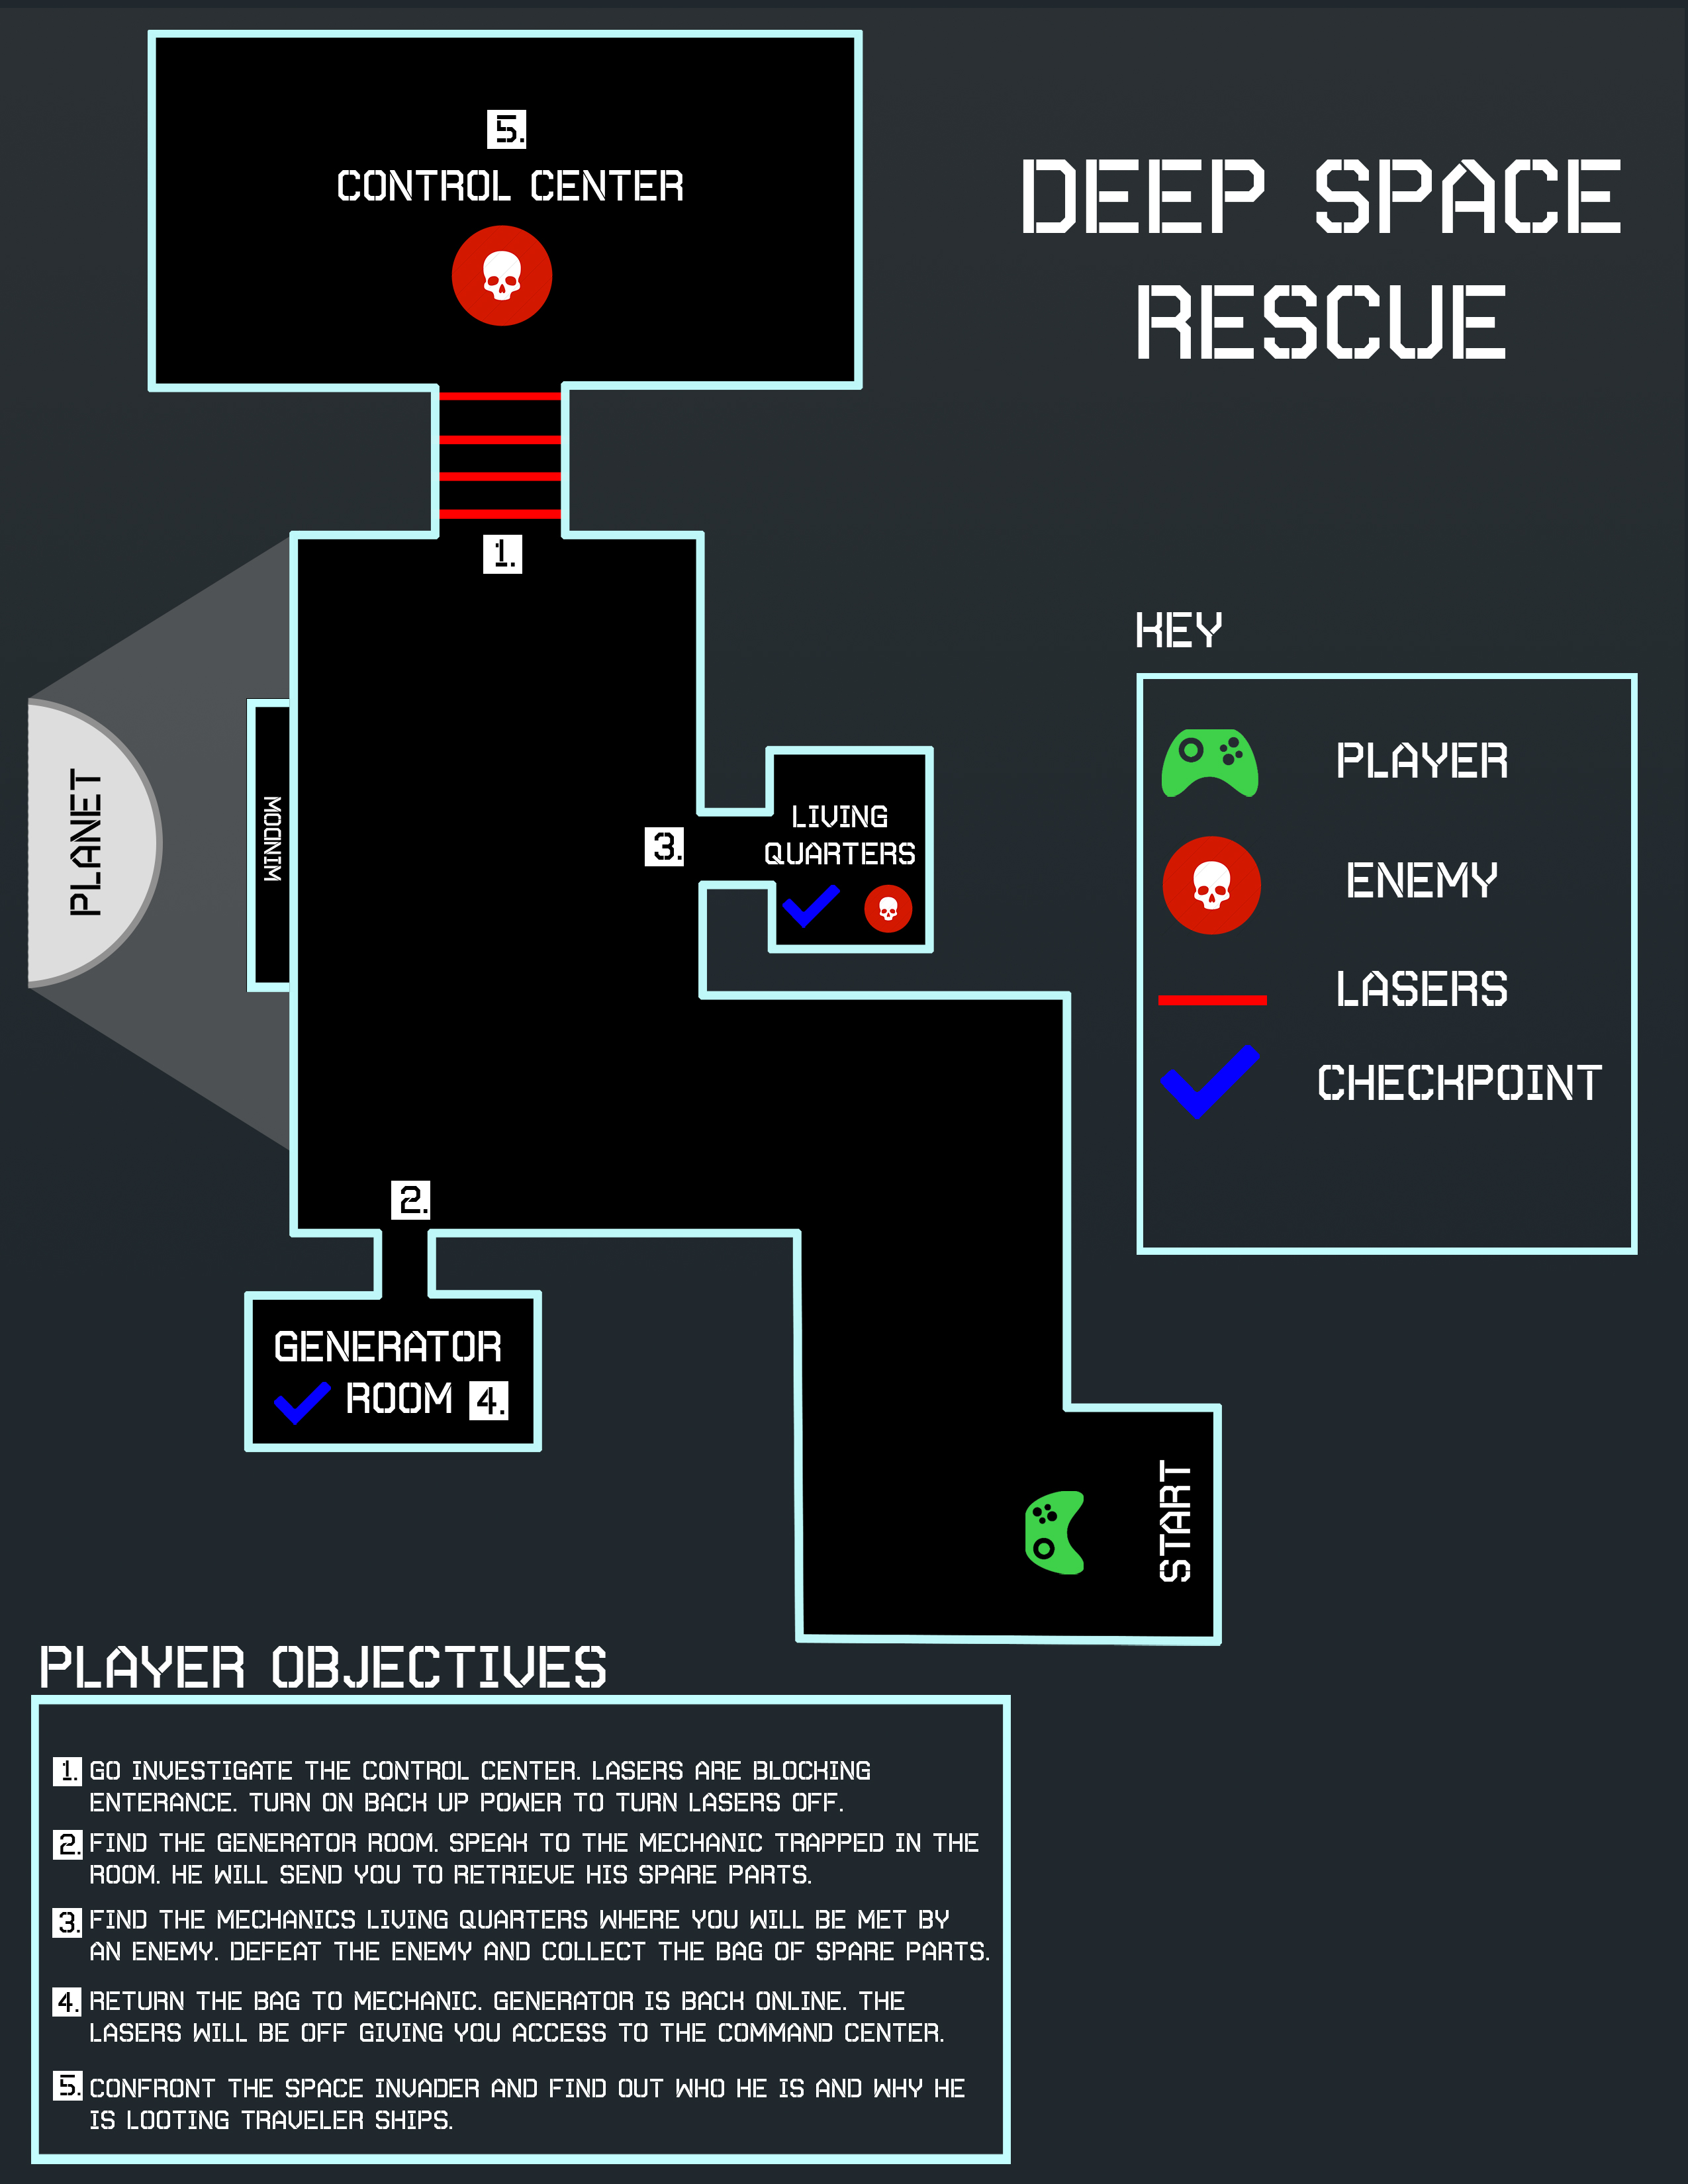 DEEP SPACE
RESCUE
5.
CONTROL CENTER
1.
PLANET
WINDOW
3.
LIVING
QUARTERS
2.
GENERATOR
ROOM 4.
START
KEY
PLAYER
ENEMY
LASERS
CHECKPOINT
PLAYER OBJECTIVES
1. GO INVESTIGATE THE CONTROL CENTER. LASERS ARE BLOCKING
ENTERANCE. TURN ON BACK UP POWER TO TURN LASERS OFF.
2. FIND THE GENERATOR ROOM. SPEAK TO THE MECHANIC TRAPPED IN THE
ROOM. HE WILL SEND YOU TO RETRIEVE HIS SPARE PARTS.
3. FIND THE MECHANICS LIVING QUARTERS WHERE YOU WILL BE MET BY
AN ENEMY. DEFEAT THE ENEMY AND COLLECT THE BAG OF SPARE PARTS.
4. RETURN THE BAG TO MECHANIC. GENERATOR IS BACK ONLINE. THE
LASERS WILL BE OFF GIVING YOU ACCESS TO THE COMMAND CENTER.
5. CONFRONT THE SPACE INVADER AND FIND OUT WHO HE IS AND WHY HE
IS LOOTING TRAVELER SHIPS.